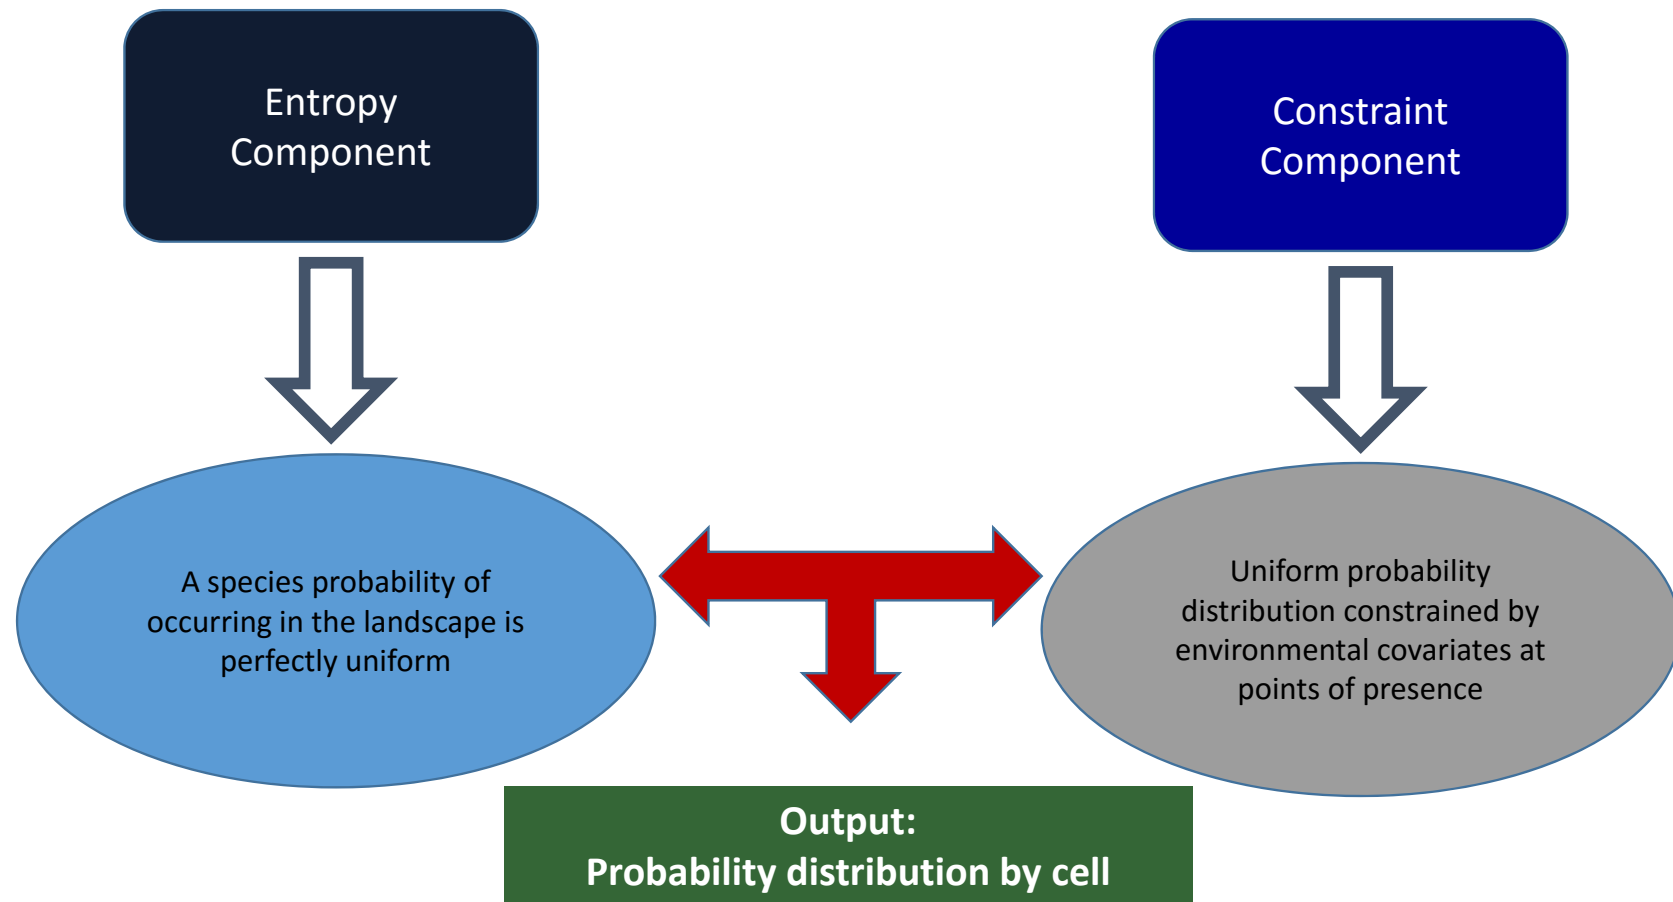 Entropy
Component
Constraint
Component
A species probability of
occurring in the landscape is
perfectly uniform
Uniform probability
distribution constrained by
environmental covariates at
points of presence
Output:
Probability distribution by cell